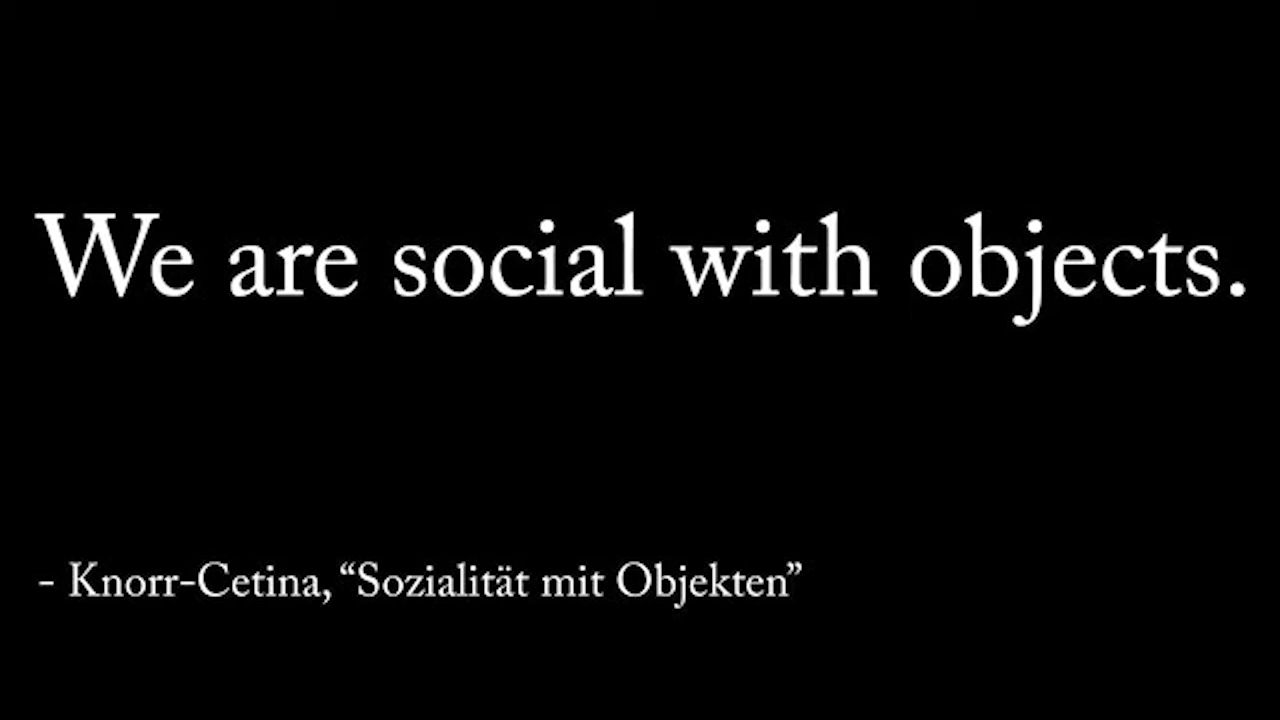 We are social with objects.
- Knorr-Cetina, “Sozialität mit Objekten”